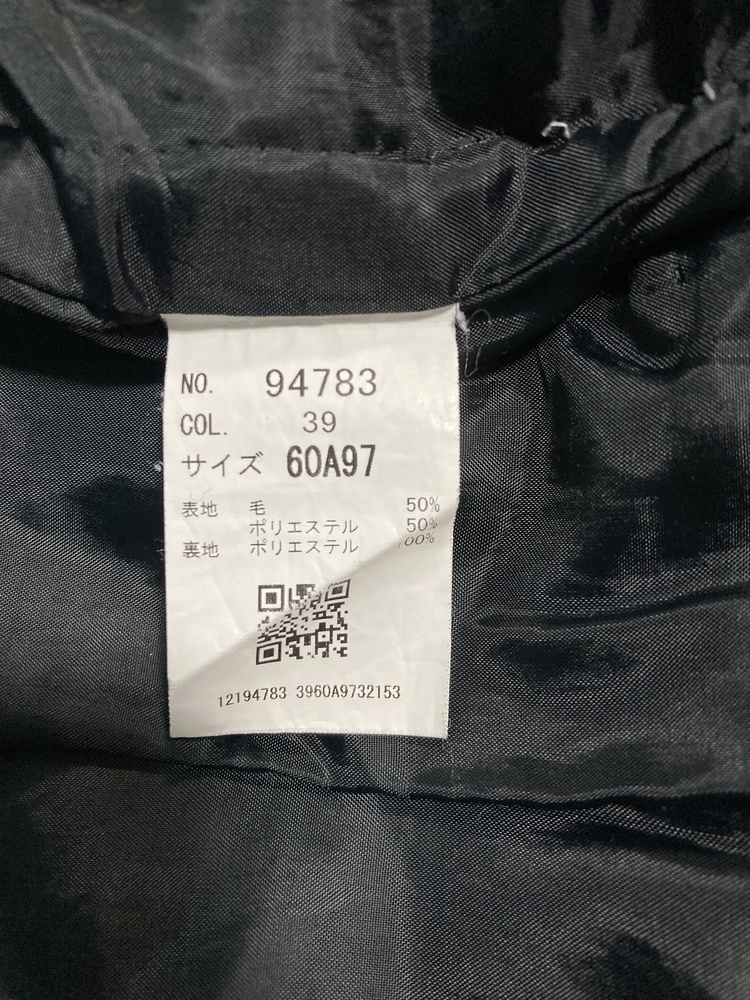 NO. 94783
COL. 39
サイズ 60A97
表地 毛 50%
ポリエステル 50%
裏地 ポリエステル 100%
12194783 3960A9732153